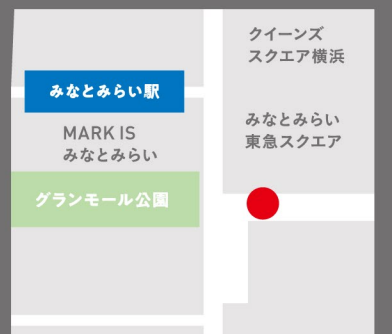 クイーンズ
スクエア横浜
みなとみらい駅
MARK IS
みなとみらい
みなとみらい
東急スクエア
グランモール公園